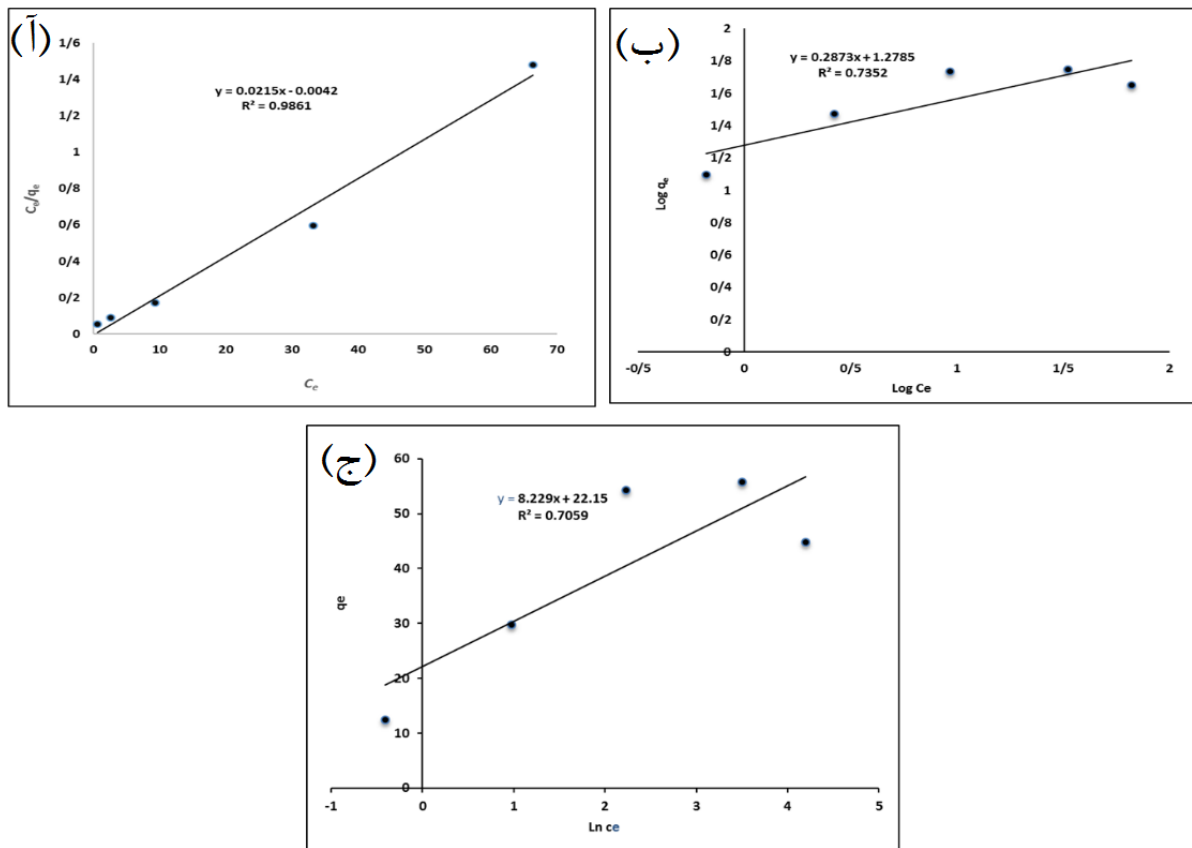 (آ)
1/6
1/4
1/2
1
0/8
0/6
0/4
0/2
0
Ce/qe
y = 0.0215x - 0.0042
R² = 0.9861
0 10 20 30 40 50 60 70
Ce
(ب)
2
1/8
1/6
1/4
1/2
1
0/8
0/6
0/4
0/2
0
Log qe
y = 0.2873x + 1.2785
R² = 0.7352
-0/5 0 0/5 1 1/5 2
Log Ce
(ج)
60
50
40
30
20
10
0
qe
y = 8.229x + 22.15
R² = 0.7059
-1 0 1 2 3 4 5
Ln ce